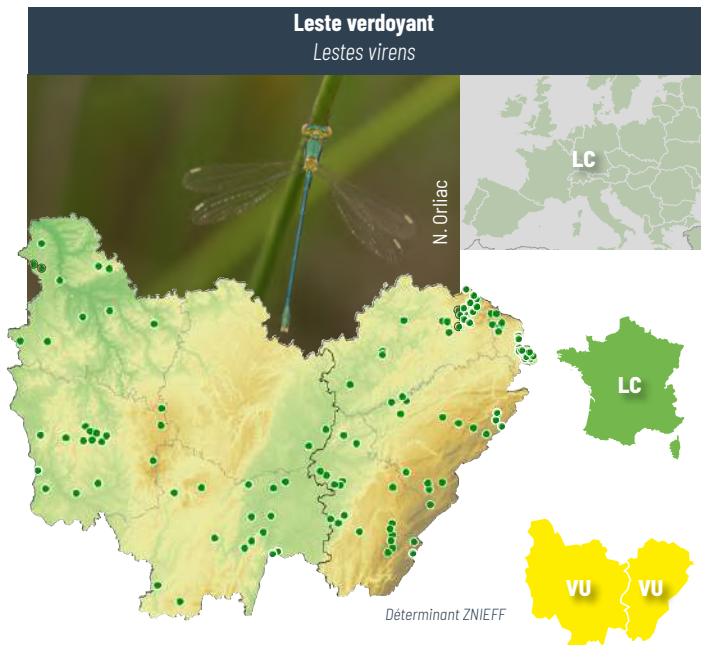 Leste verdoyant
Lestes virens
N. Orliac
LC
LC
VU VU
Déterminant ZNIEFF